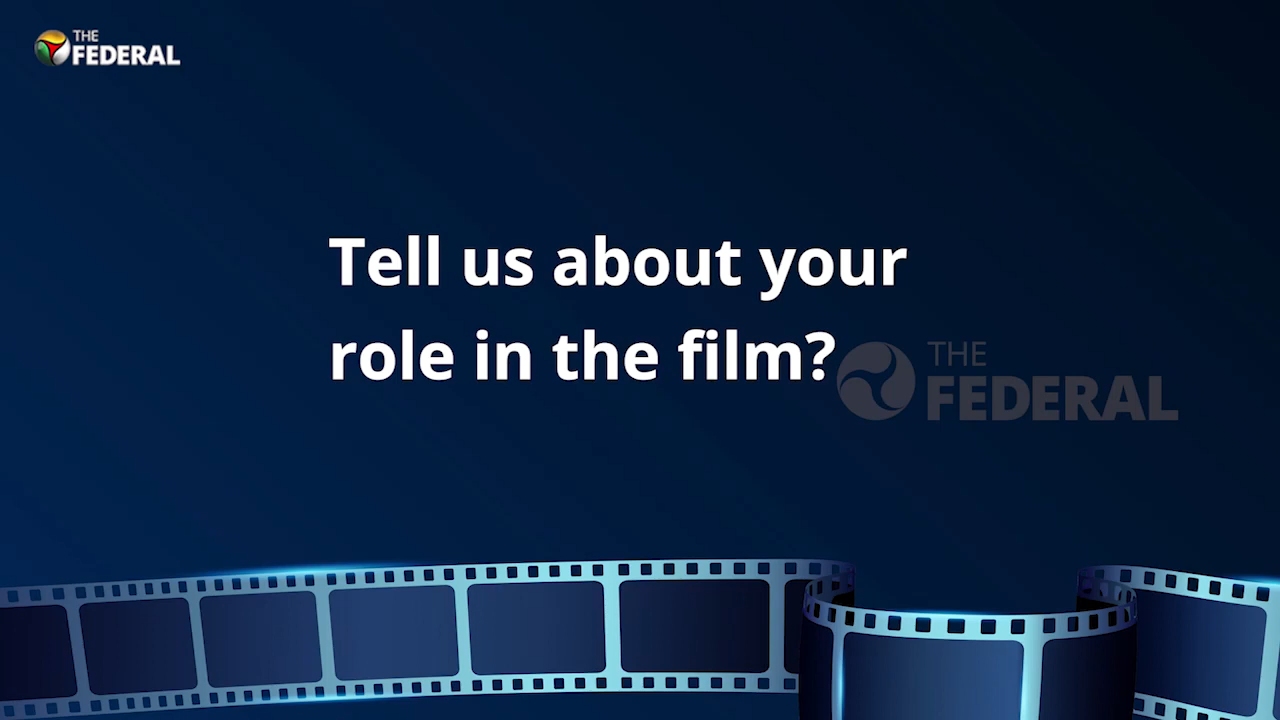 THE
FEDERAL
Tell us about your
role in the film?
THE
FEDERAL